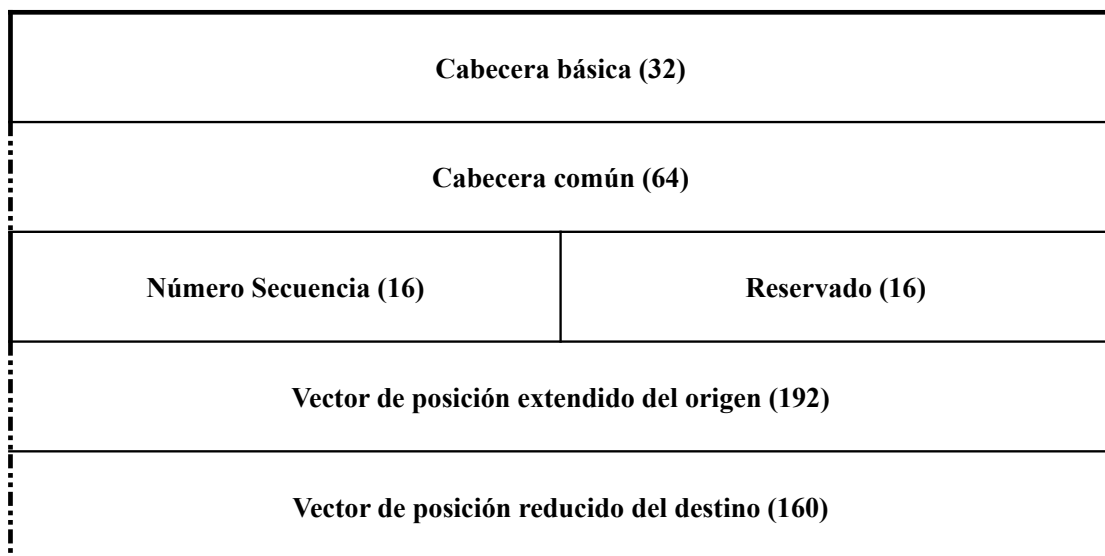 Cabecera básica (32)
Cabecera común (64)
Número Secuencia (16) Reservado (16)
Vector de posición extendido del origen (192)
Vector de posición reducido del destino (160)